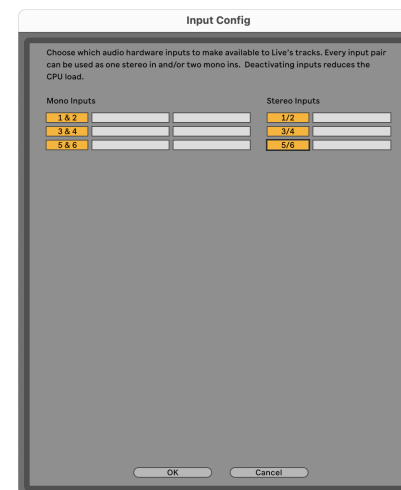 Input Config
Choose which audio hardware inputs to make available to Live's tracks. Every input pair
can be used as one stereo in and/or two mono ins. Deactivating inputs reduces the
CPU load.
Mono Inputs Stereo Inputs
1 & 2 1/2
3 & 4 3/4
5 & 6 5/6
OK Cancel